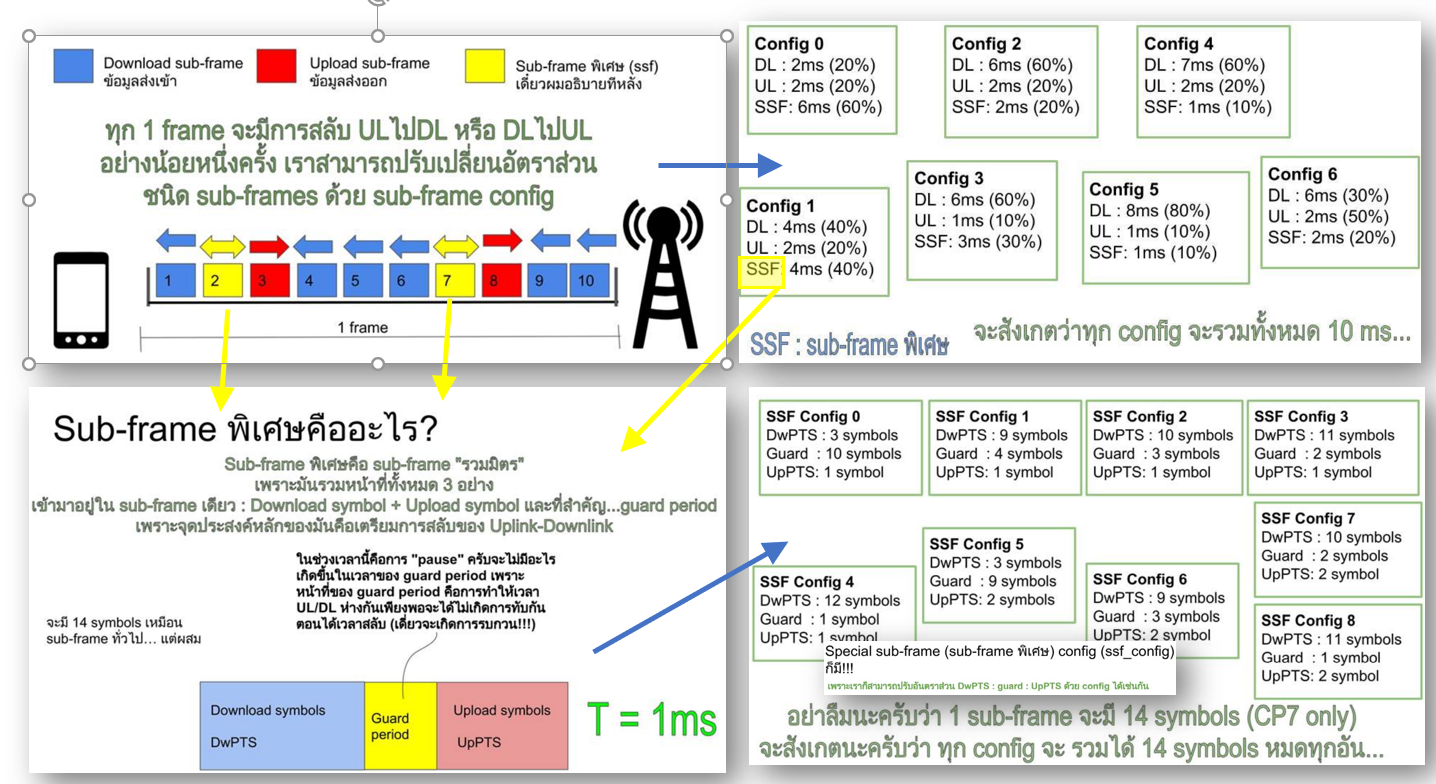 Download sub-frame
ข้อมูลส่งเข้า
Upload sub-frame
ข้อมูลส่งออก
Sub-frame พิเศษ (ssf)
เดี๋ยวผมอธิบายทีหลัง
ทุก 1 frame จะมีการสลับ ULไปDL หรือ DLไปUL
อย่างน้อยหนึ่งครั้ง เราสามารถปรับเปลี่ยนอัตราส่วน
ชนิด sub-frames ด้วย sub-frame config
1 2 3 4 5 6 7 8 9 10
1 frame
Config 0
DL : 2ms (20%)
UL : 2ms (20%)
SSF: 6ms (60%)
Config 2
DL : 6ms (60%)
UL : 2ms (20%)
SSF: 2ms (20%)
Config 4
DL : 7ms (60%)
UL : 2ms (20%)
SSF: 1ms (10%)
Config 1
DL : 4ms (40%)
UL : 2ms (20%)
SSF: 4ms (40%)
Config 3
DL : 6ms (60%)
UL : 1ms (10%)
SSF: 3ms (30%)
Config 5
DL : 8ms (80%)
UL : 1ms (10%)
SSF: 1ms (10%)
Config 6
DL : 6ms (30%)
UL : 2ms (50%)
SSF: 2ms (20%)
SSF : sub-frame พิเศษ
จะสังเกตว่าทุก config จะรวมทั้งหมด 10 ms...
Sub-frame พิเศษคืออะไร?
Sub-frame พิเศษคือ sub-frame "รวมมิตร"
เพราะมันรวมหน้าที่ทั้งหมด 3 อย่าง
เข้ามาอยู่ใน sub-frame เดียว : Download symbol + Upload symbol และที่สำคัญ...guard period
เพราะจุดประสงค์หลักของมันคือเตรียมการสลับของ Uplink-Downlink
ในช่วงเวลานี้คือการ "pause" ครับจะไม่มีอะไร
เกิดขึ้นในเวลาของ guard period เพราะ
หน้าที่ของ guard period คือการทำให้เวลา
UL/DL ห่างกันเพียงพอจะได้ไม่เกิดการทับกัน
ตอนได้เวลาสลับ (เดี๋ยวจะเกิดการรบกวน!!!)
จะมี 14 symbols เหมือน
sub-frame ทั่วไป... แต่ผสม
Download symbols
DwPTS
Guard
period
Upload symbols
UpPTS
T = 1ms
SSF Config 0
DwPTS : 3 symbols
Guard : 10 symbols
UpPTS: 1 symbol
SSF Config 1
DwPTS : 9 symbols
Guard : 4 symbols
UpPTS: 1 symbol
SSF Config 2
DwPTS : 10 symbols
Guard : 3 symbols
UpPTS: 1 symbol
SSF Config 3
DwPTS : 11 symbols
Guard : 2 symbols
UpPTS: 1 symbol
SSF Config 4
DwPTS : 12 symbols
Guard : 1 symbol
UpPTS: 1 symbol
SSF Config 5
DwPTS : 3 symbols
Guard : 9 symbols
UpPTS: 2 symbols
SSF Config 6
DwPTS : 9 symbols
Guard : 3 symbols
UpPTS: 2 symbol
SSF Config 7
DwPTS : 10 symbols
Guard : 2 symbols
UpPTS: 2 symbol
SSF Config 8
DwPTS : 11 symbols
Guard : 1 symbol
UpPTS: 2 symbol
Special sub-frame (sub-frame พิเศษ) config (ssf_config)
ก็มี!!!
เพราะเราก็สามารถปรับอันตราส่วน DwPTS : guard : UpPTS ด้วย config ได้เช่นกัน
อย่าลืมนะครับว่า 1 sub-frame จะมี 14 symbols (CP7 only)
จะสังเกตนะครับว่า ทุก config จะ รวมได้ 14 symbols หมดทุกอัน...